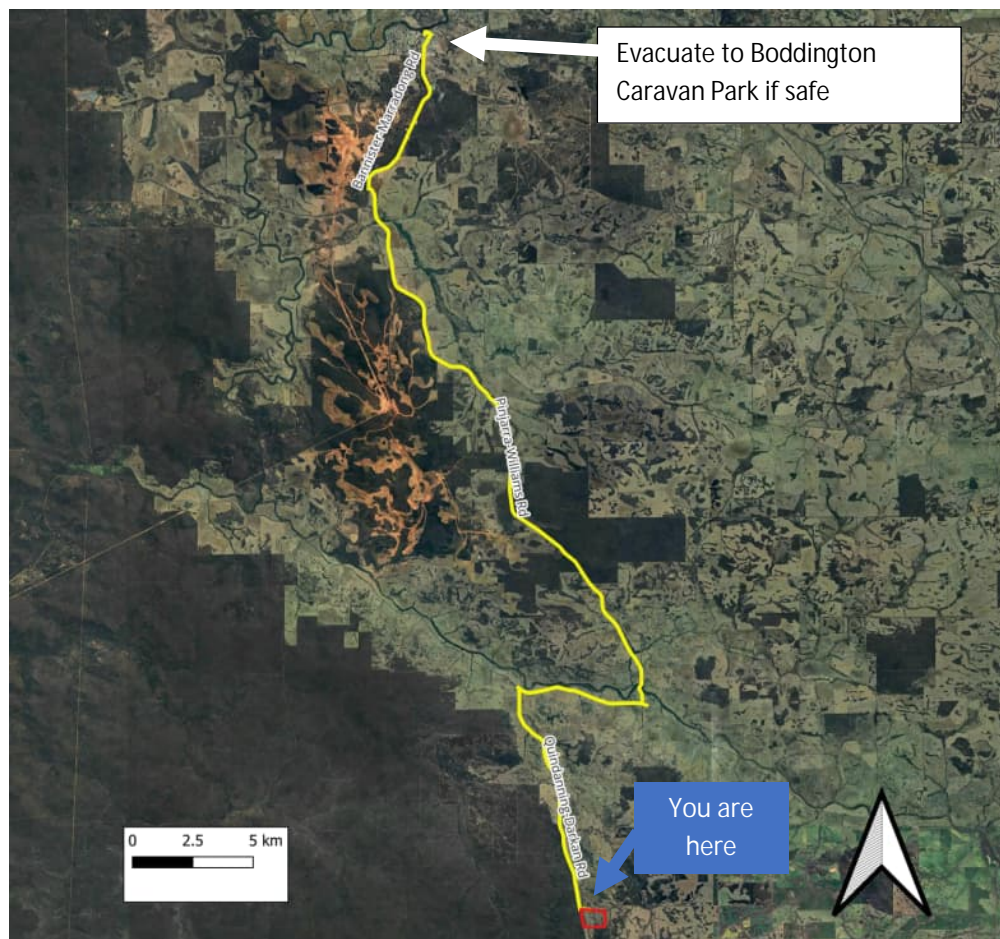 Evacuate to Boddington
Caravan Park if safe
Bannister-Marradong Rd
Pinjarra-Williams Rd
Quindanning-Darkan Rd
You are
here
0 2.5 5 km